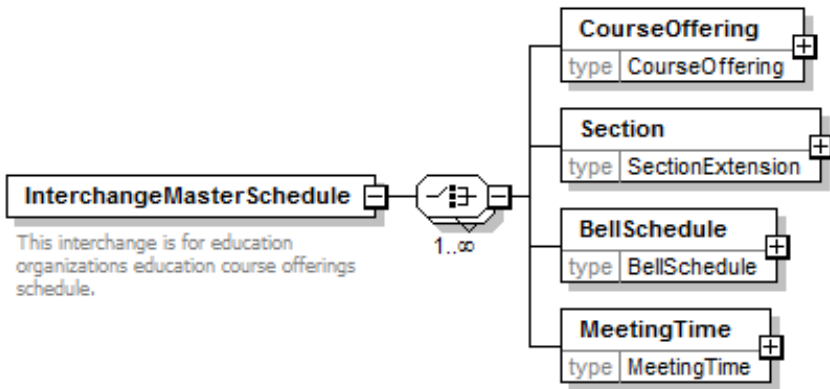 CourseOffering
type CourseOffering
Section
type SectionExtension
InterchangeMasterSchedule
This interchange is for education
organizations education course offerings
schedule.
1..∞
BellSchedule
type BellSchedule
MeetingTime
type MeetingTime